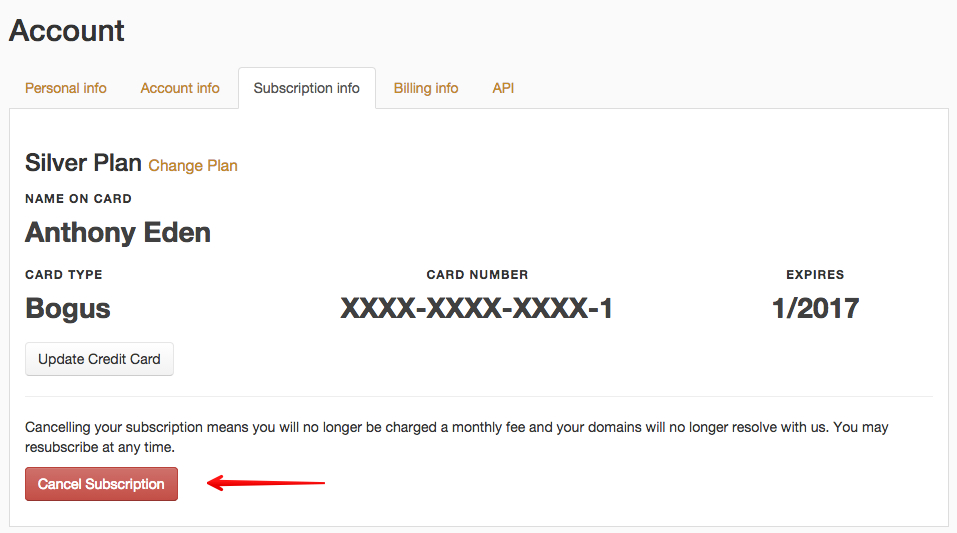 Account
Personal info Account info Subscription info Billing info API
Silver Plan Change Plan
NAME ON CARD
Anthony Eden
CARD TYPE CARD NUMBER EXPIRES
Bogus XXXX-XXXX-XXXX-1 1/2017
Update Credit Card
Cancelling your subscription means you will no longer be charged a monthly fee and your domains will no longer resolve with us. You may
resubscribe at any time.
Cancel Subscription